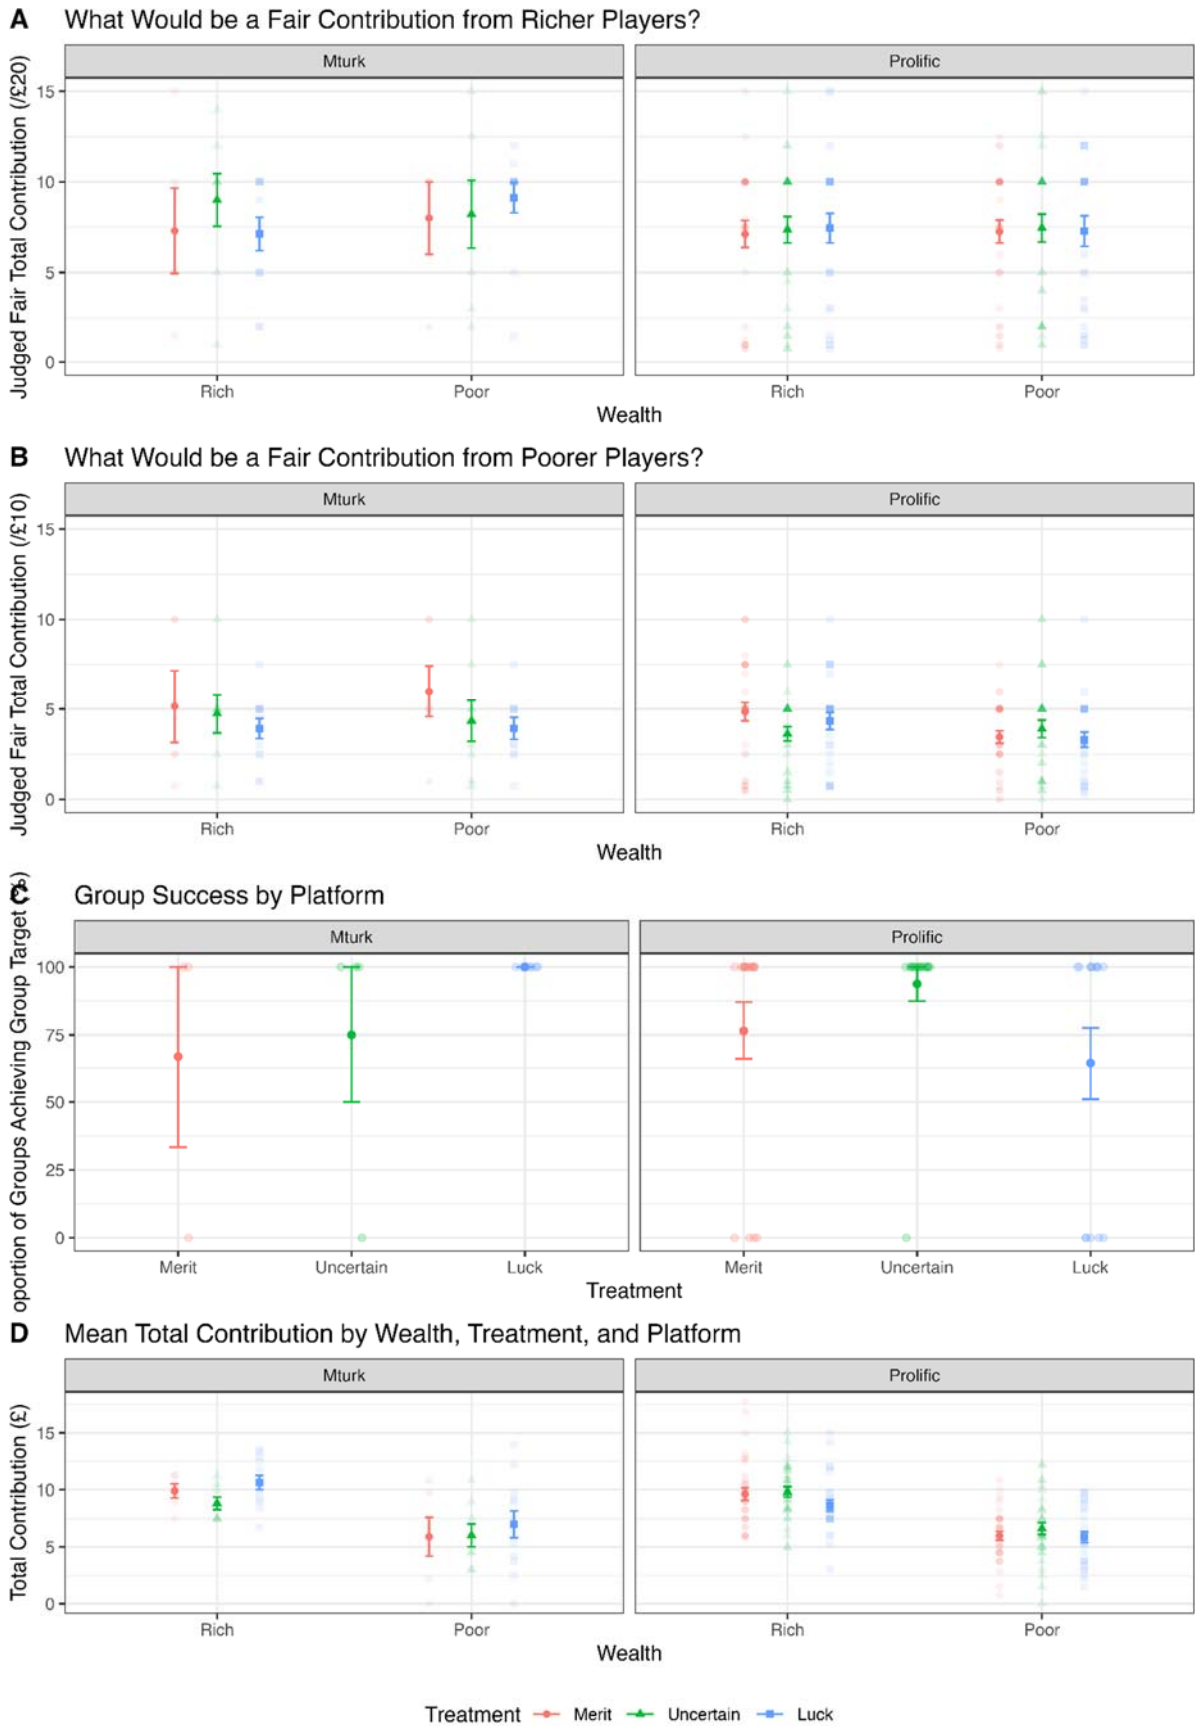 A What Would be a Fair Contribution from Richer Players?
Mturk Prolific
Judged Fair Total Contribution (/£20)
15
10
5
0
Rich Poor Rich Poor
Wealth
B What Would be a Fair Contribution from Poorer Players?
Mturk Prolific
Judged Fair Total Contribution (/£10)
15
10
5
0
Rich Poor Rich Poor
Wealth
C Group Success by Platform
Mturk Prolific
oportion of Groups Achieving Group Target %)
100
75
50
25
0
Merit Uncertain Luck Merit Uncertain Luck
Treatment
D Mean Total Contribution by Wealth, Treatment, and Platform
Mturk Prolific
Total Contribution (£)
15
10
5
0
Rich Poor Rich Poor
Wealth
Treatment Merit Uncertain Luck